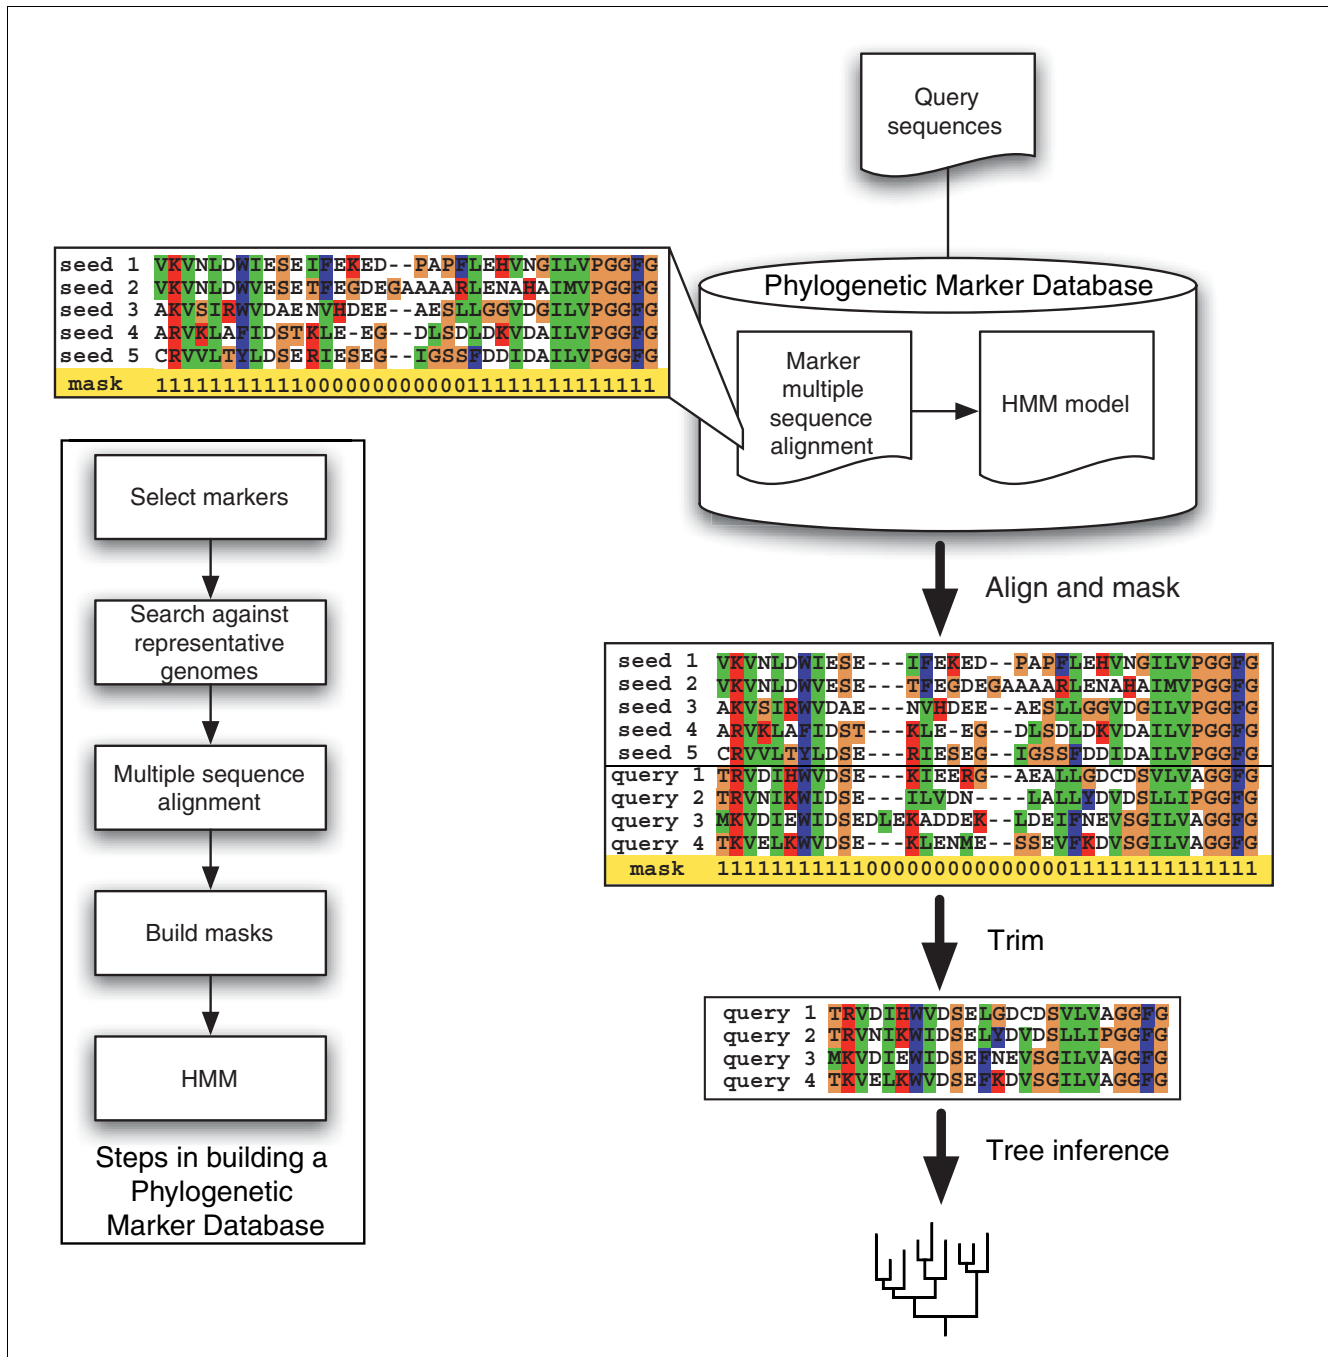 Query
sequences
seed 1 VKVNLDWIESEIFEKED--PAPFLEHVNGILVPGGFG
seed 2 VKVNLDWVESETFEGDEGAAAARLENAHAIMVPGGFG
seed 3 AKVSIRWVDAENVHDEE--AESLLGGVDGILVPGGFG
seed 4 ARVKLAFIDSTKLE-EG--DLSDLDKVDAILVPGGFG
seed 5 CRVVLTYLDSERIESEG--IGSSFDDIDAILVPGGFG
mask 1111111111100000000000011111111111111
Phylogenetic Marker Database
Marker
multiple
sequence
alignment
HMM model
Select markers
Search against
representative
genomes
Multiple sequence
alignment
Build masks
HMM
Steps in building a
Phylogenetic
Marker Database
Align and mask
seed 1 VKVNLDWIESE---IFEKED--PAPFLEHVNGILVPGGFG
seed 2 VKVNLDWVESE---TFEGDEGAAAARLENAHAIMVPGGFG
seed 3 AKVSIRWVDAE---NVHDEE--AESLLGGVDGILVPGGFG
seed 4 ARVKLAFIDST---KLE-EG--DLSDLDKVDAILVPGGFG
seed 5 CRVVLTYLDSE---RIESEG--IGSSFDDIDAILVPGGFG
query 1 TRVDIHWVDSE---KIEERG--AEALLGDCDSVLVAGGFG
query 2 TRVNIKWIDSE---ILVDN----LALLYDVDSLLIPGGFG
query 3 MKVDIEWIDSEDLEKADDEK--LDEIFNEVSGILVAGGFG
query 4 TKVELKWVDSE---KLENME--SSEVFKDVSGILVAGGFG
mask 1111111111100000000000000011111111111111
Trim
query 1 TRVDIHWVDSELGDCDSVLVAGGFG
query 2 TRVNIKWIDSELYDVDSLLIPGGFG
query 3 MKVDIEWIDSEFNEVSGILVAGGFG
query 4 TKVELKWVDSEFKDVSGILVAGGFG
Tree inference